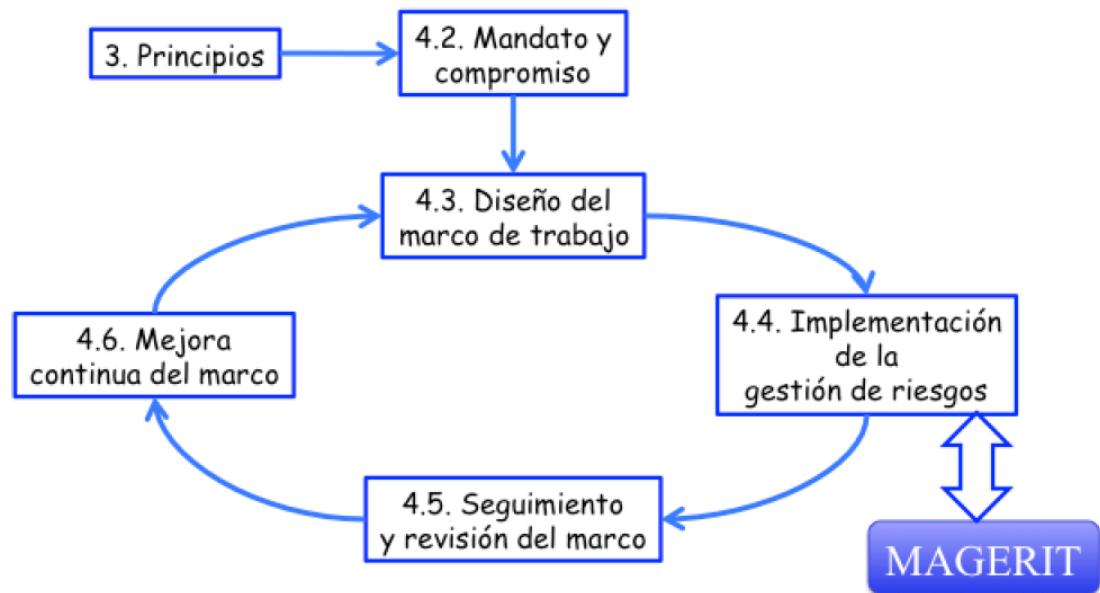 3. Principios
4.2. Mandato y
compromiso
4.3. Diseño del
marco de trabajo
4.4. Implementación
de la
gestión de riesgos
4.6. Mejora
continua del marco
4.5. Seguimiento
y revisión del marco
MAGERIT